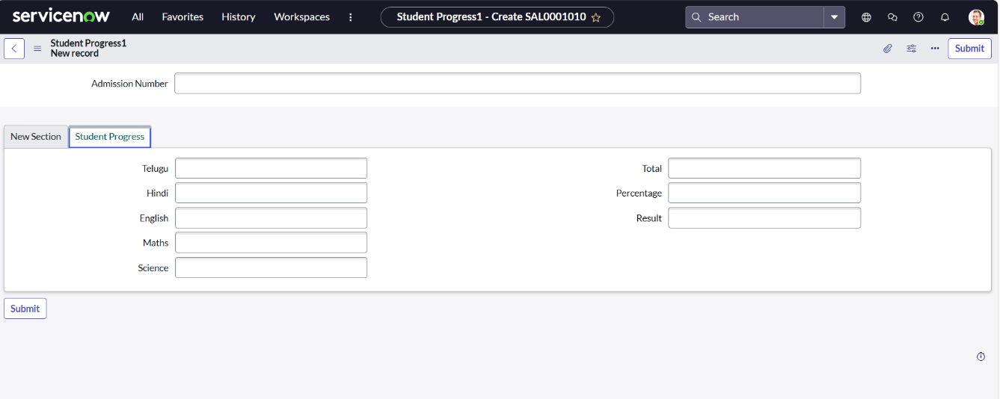 servicenow All Favorites History Workspaces Student Progress1 - Create SAL0001010 Search
Student Progress1
New record
Submit
Admission Number
New Section Student Progress
Telugu Total
Hindi Percentage
English Result
Maths
Science
Submit